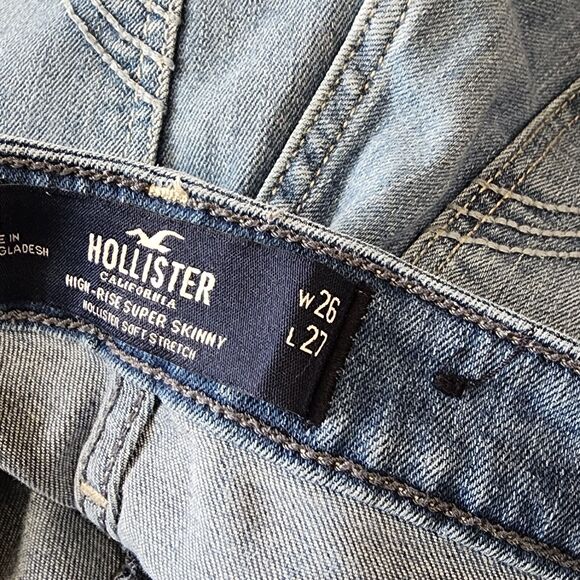 E IN
GLADESH
HOLLISTER
CALIFORNIA
HIGH-RISE SUPER SKINNY
HOLLISTER SOFT STRETCH
W 26
L 27